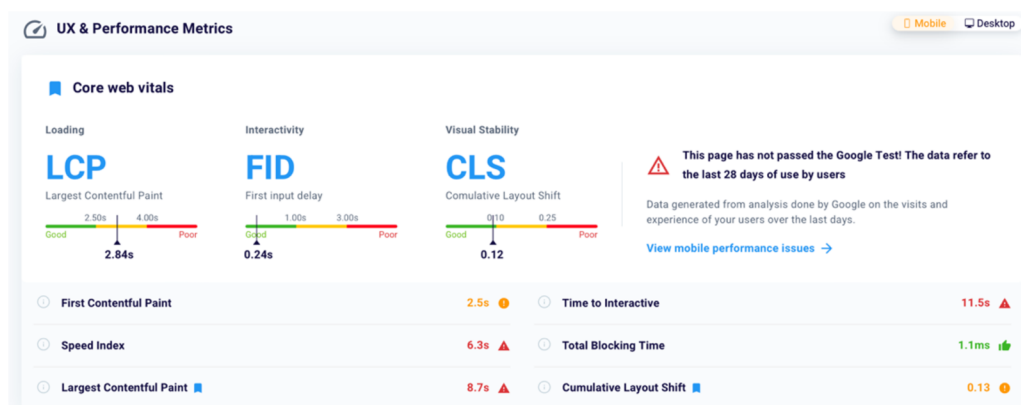 UX & Performance Metrics
Mobile
Desktop
Core web vitals
Loading
LCP
Largest Contentful Paint
2.50s 4.00s
Good Poor
2.84s
Interactivity
FID
First input delay
1.00s 3.00s
Good Poor
0.24s
Visual Stability
CLS
Comulative Layout Shift
0.10 0.25
Good Poor
0.12
This page has not passed the Google Test! The data refer to
the last 28 days of use by users
Data generated from analysis done by Google on the visits and
experience of your users over the last days.
View mobile performance issues →
First Contentful Paint 2.5s
Time to Interactive 11.5s
Speed Index 6.3s
Total Blocking Time 1.1ms
Largest Contentful Paint 8.7s
Cumulative Layout Shift 0.13